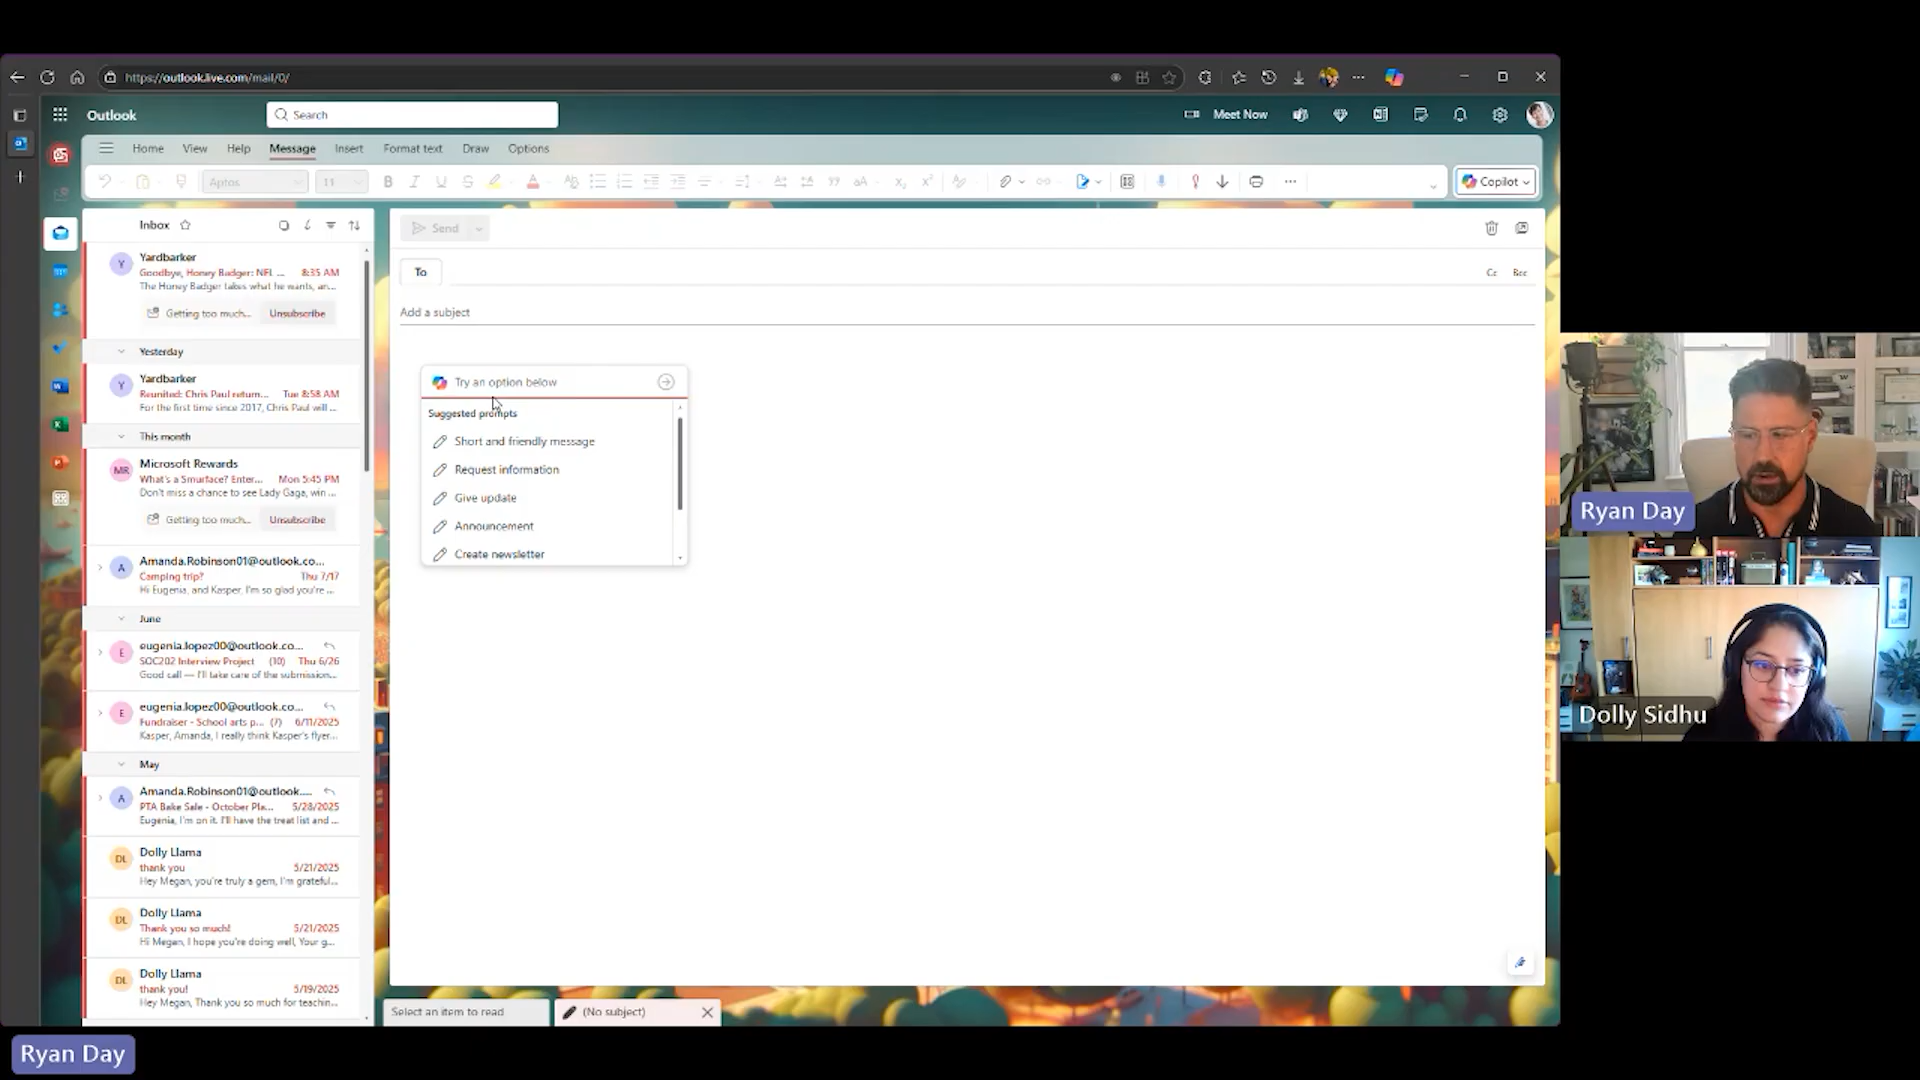 https://outlook.live.com/mail/0/
Outlook
Search
Meet Now
Home View Help Message Insert Format text Draw Options
Aptos 11
Copilot
Inbox
Send
To
Cc Bcc
Add a subject
Yardbarker
Goodbye, Honey Badger: NFL ... 8:35 AM
The Honey Badger takes what he wants, an...
Getting too much... Unsubscribe
Yesterday
Yardbarker
Reunited: Chris Paul return... Tue 8:58 AM
For the first time since 2017, Chris Paul will ...
This month
MR Microsoft Rewards
What's a Smurface? Enter... Mon 5:45 PM
Don't miss a chance to see Lady Gaga, win ...
Getting too much... Unsubscribe
A Amanda.Robinson01@outlook.co...
Camping trip? Thu 7/17
Hi Eugenia, and Kasper, I'm so glad you're ...
June
E eugenia.lopez00@outlook.co...
SOC202 Interview Project (10) Thu 6/26
Good call — I'll take care of the submission...
E eugenia.lopez00@outlook.co...
Fundraiser - School arts p... (7) 6/11/2025
Kasper, Amanda, I really think Kasper's flyer...
May
A Amanda.Robinson01@outlook....
PTA Bake Sale - October Pla... 5/28/2025
Eugenia, I'm on it. I'll have the treat list and ...
DL Dolly Llama
thank you 5/21/2025
Hey Megan, you're truly a gem, I'm grateful...
DL Dolly Llama
Thank you so much! 5/21/2025
Hi Megan, I hope you're doing well, Your g...
DL Dolly Llama
thank you! 5/19/2025
Hey Megan, Thank you so much for teachin...
Try an option below
Suggested prompts
Short and friendly message
Request information
Give update
Announcement
Create newsletter
Select an item to read
(No subject)
Ryan Day
Dolly Sidhu
Ryan Day